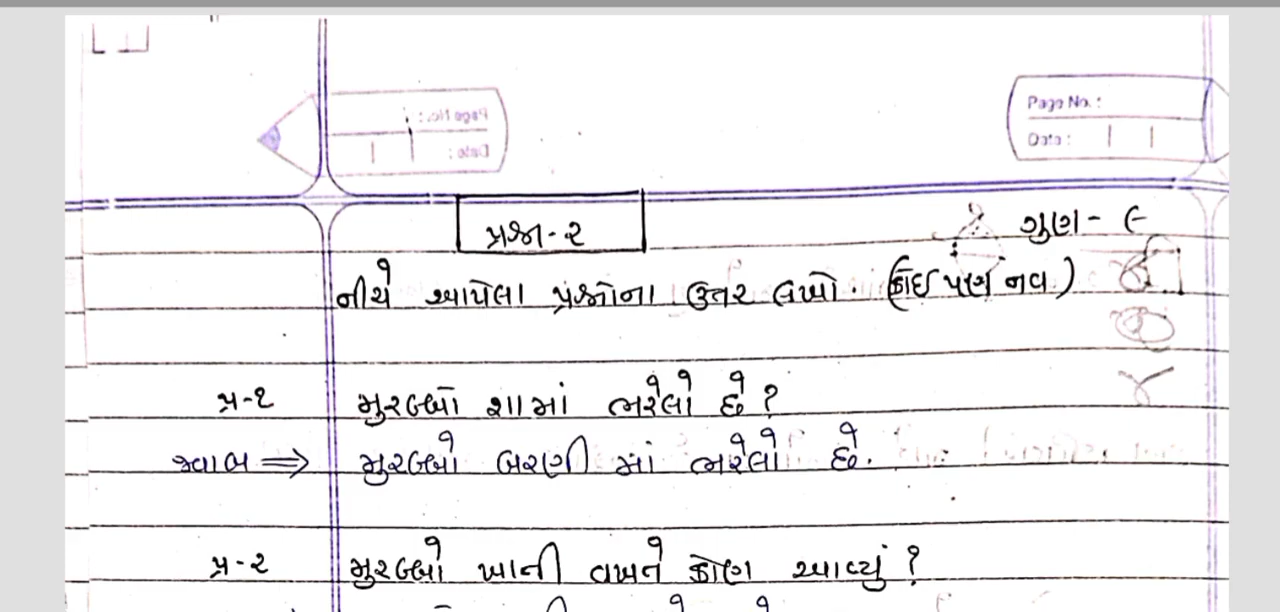 Page No. :
Date :
પ્રશ્ન-૨
ગુણ- ૯
નીચે આપેલા પ્રશ્નોના ઉત્તર લખો. (કોઈ પણ નવ)
પ્ર-૧ મુરબ્બો શામાં ભરેલો છે?
જવાબ ⇒ મુરબ્બો બરણી માં ભરેલો છે.
પ્ર-૨ મુરબ્બો ખાની વખતે કોણ આવ્યું?